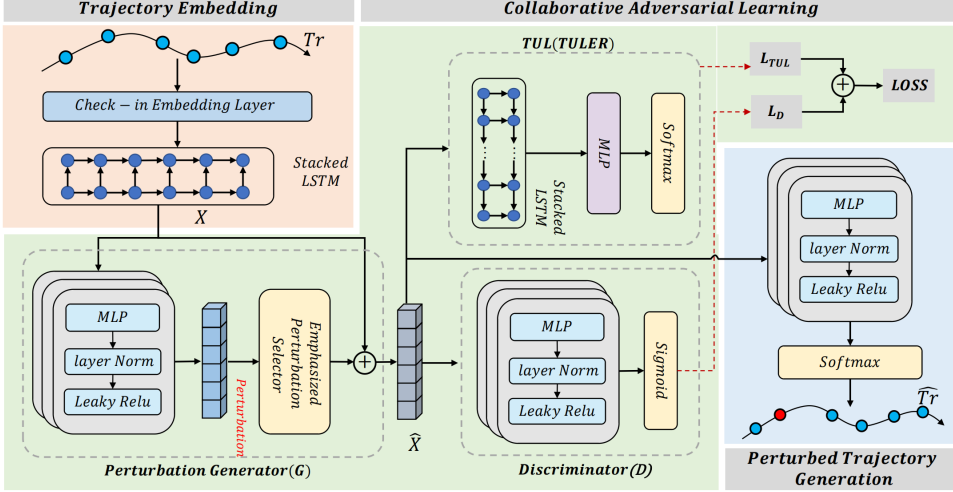 Trajectory Embedding
Collaborative Adversarial Learning
Tr
Check − in Embedding Layer
Stacked
LSTM
X
TUL(TULER)
Stacked
LSTM
MLP
Softmax
L_TUL
L_D
LOSS
MLP
layer Norm
Leaky Relu
Perturbation
Emphasized
Perturbation
Selector
Perturbation Generator(G)
X̂
MLP
layer Norm
Leaky Relu
Sigmoid
Discriminator(D)
MLP
layer Norm
Leaky Relu
Softmax
T̂r
Perturbed Trajectory
Generation